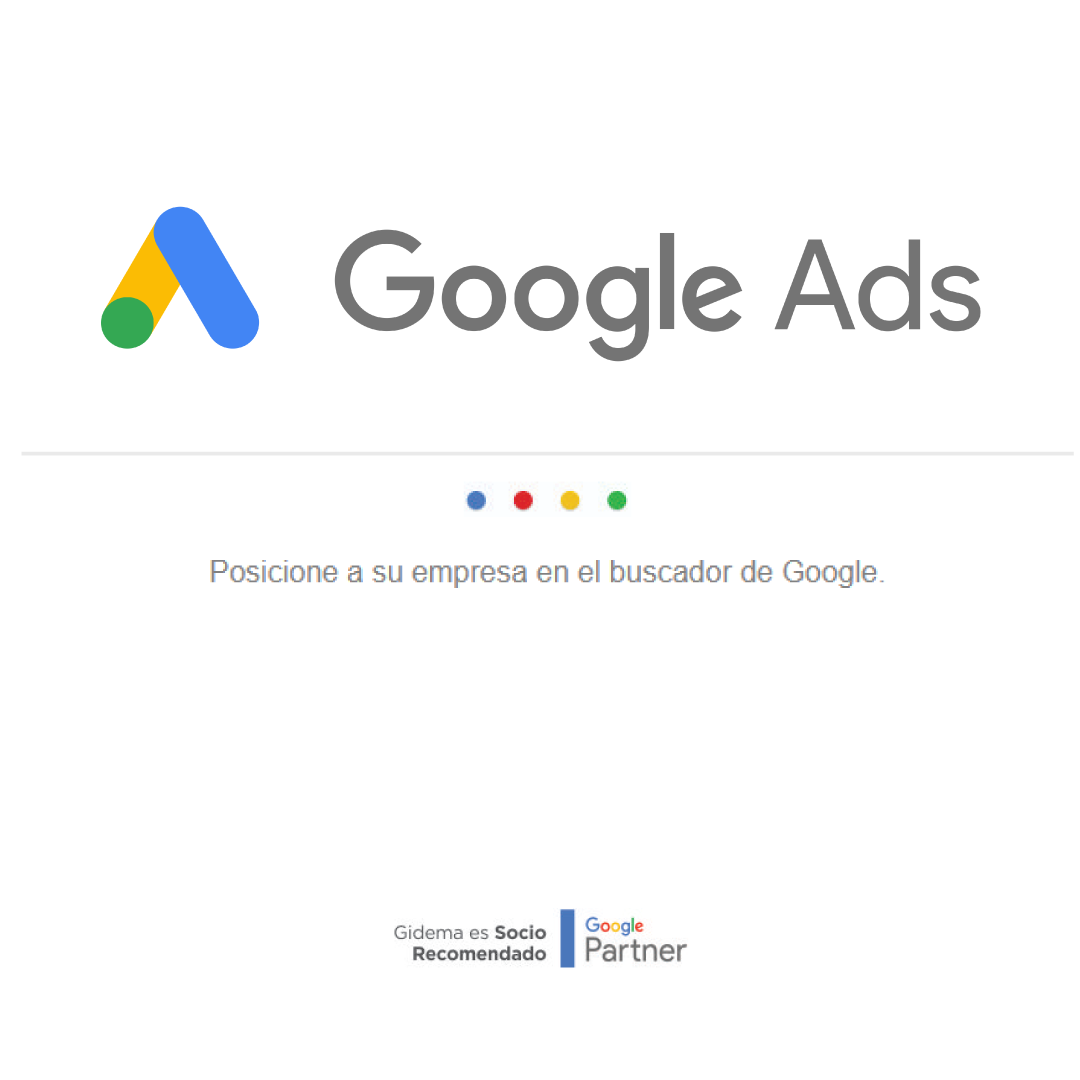 Google Ads
Posicione a su empresa en el buscador de Google.
Gidema es Socio
Recomendado
Google
Partner